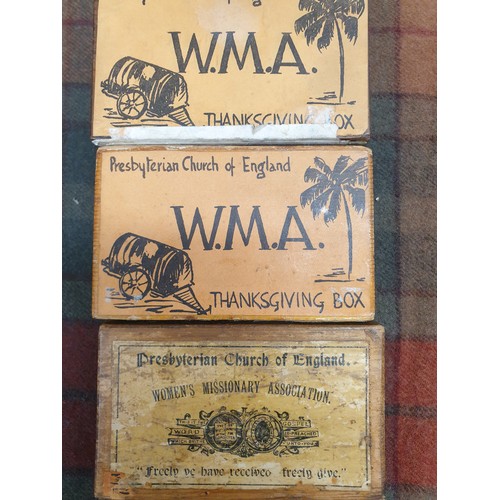 W.M.A.
THANKSGIVING BOX
Presbyterian Church of England
W.M.A.
THANKSGIVING BOX
Presbyterian Church of England.
WOMEN'S MISSIONARY ASSOCIATION.
"Freely ye have received freely give."